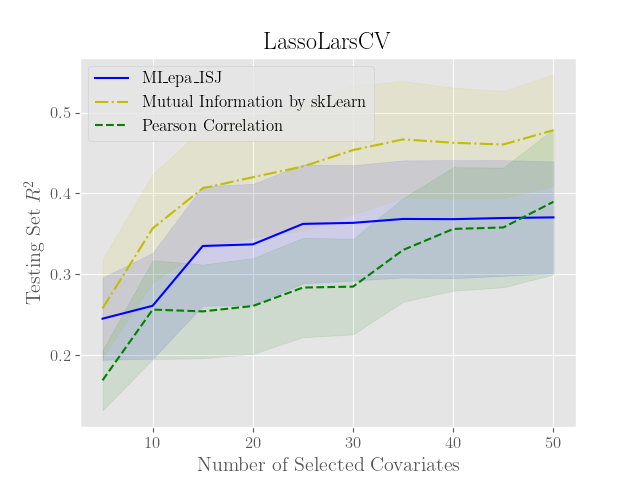 LassoLarsCV
MI_epa_ISJ
Mutual Information by skLearn
Pearson Correlation
Testing Set R²
0.5
0.4
0.3
0.2
10 20 30 40 50
Number of Selected Covariates